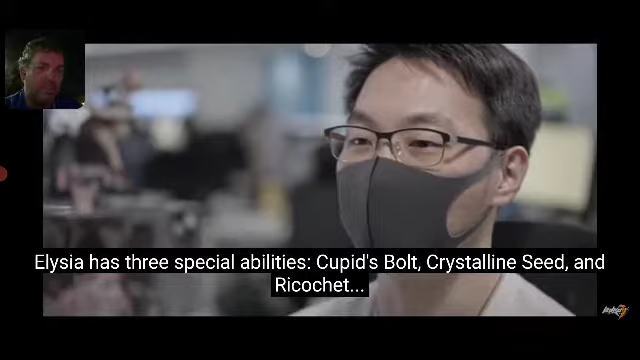 Elysia has three special abilities: Cupid's Bolt, Crystalline Seed, and
Ricochet...